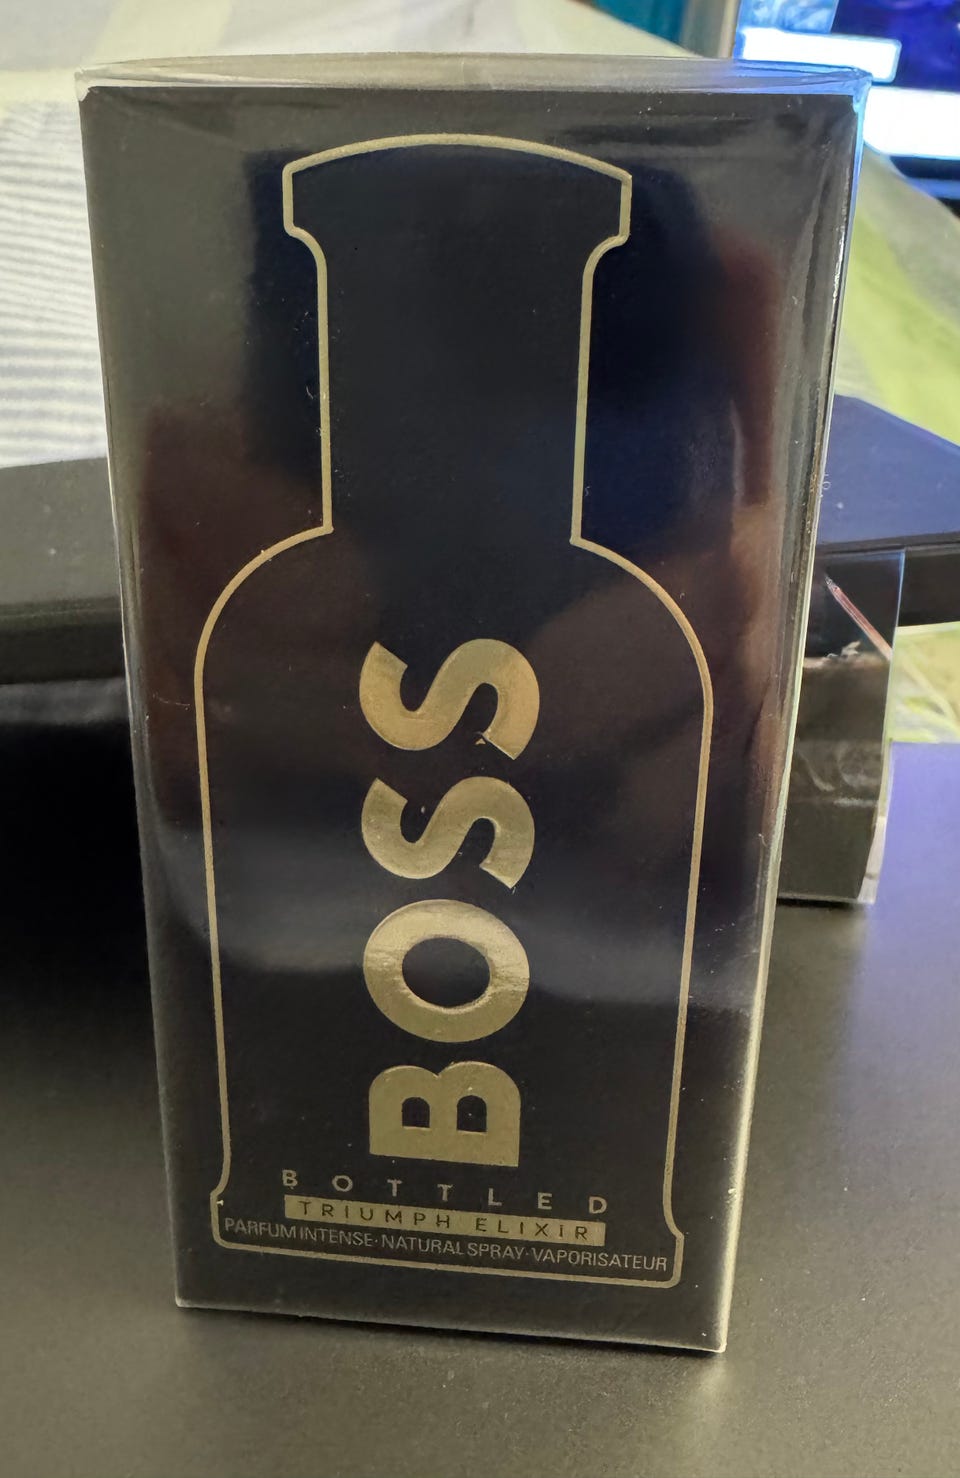 BOSS
BOTTLED
TRIUMPH ELIXIR
PARFUM INTENSE·NATURAL SPRAY·VAPORISATEUR